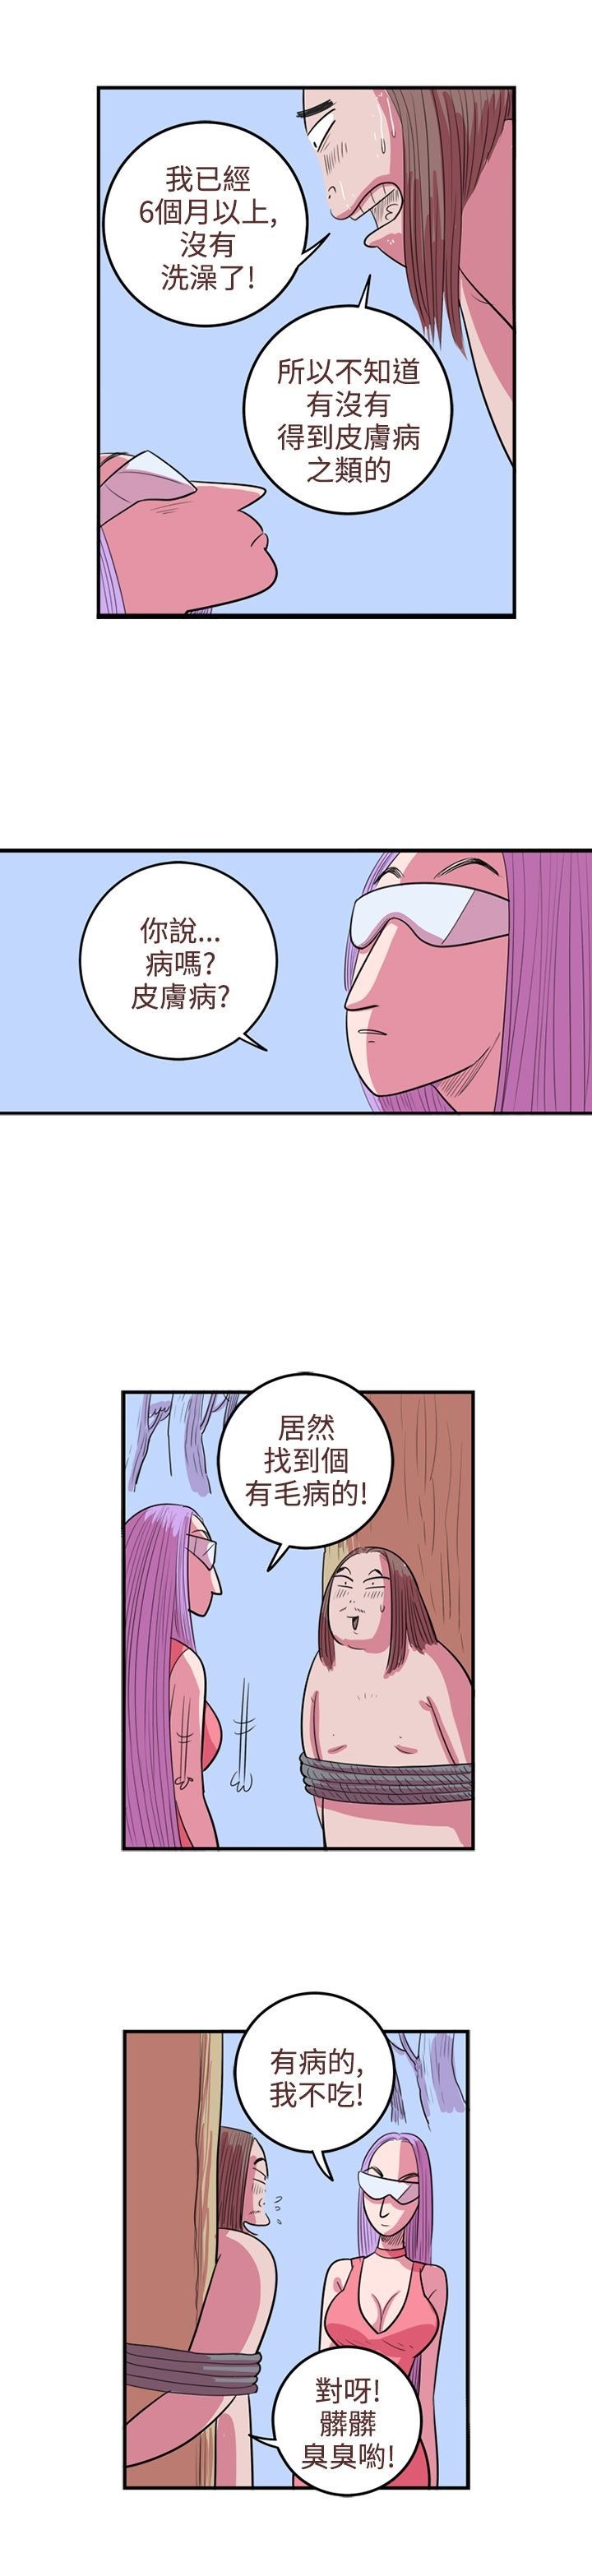 我已經
6個月以上,
沒有
洗澡了!
所以不知道
有沒有
得到皮膚病
之類的
你說...
病嗎?
皮膚病?
居然
找到個
有毛病的!
有病的,
我不吃!
對呀!
髒髒
臭臭喲!